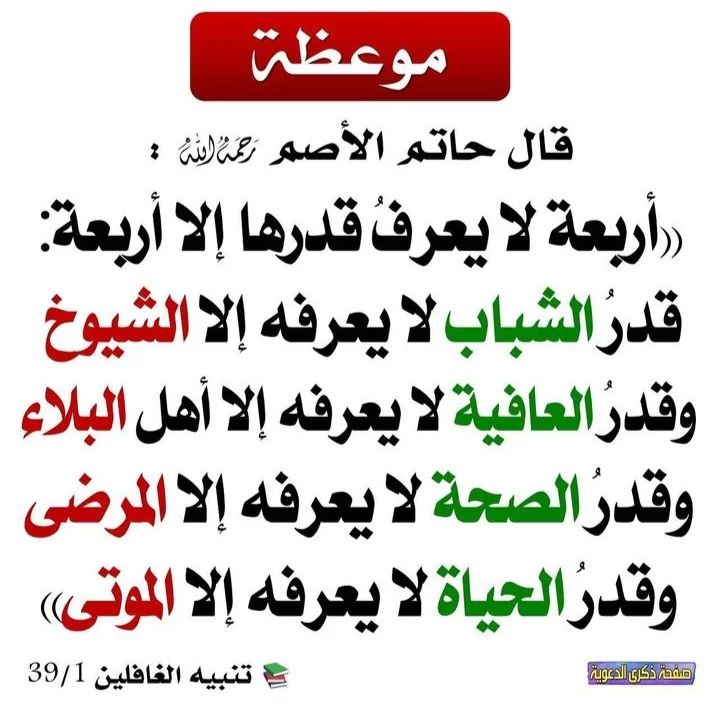 موعظة
قال حاتم الأصم رَحِمَهُ اللهُ :
((أربعة لا يعرفُ قدرها إلا أربعة:
قدرُ الشباب لا يعرفه إلا الشيوخ
وقدرُ العافية لا يعرفه إلا أهل البلاء
وقدرُ الصحة لا يعرفه إلا المرضى
وقدرُ الحياة لا يعرفه إلا الموتى))
تنبيه الغافلين 39/1
صفحة ذكرى الدعوية